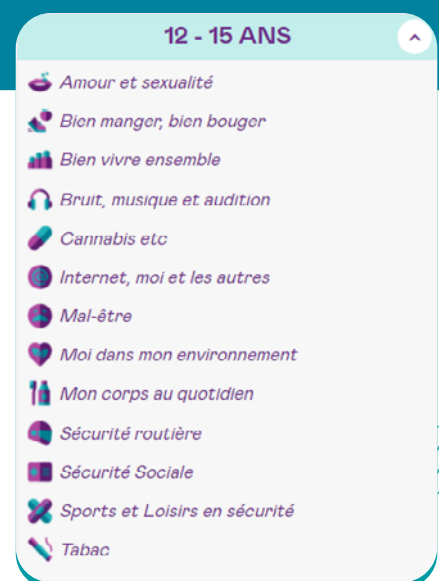 12 - 15 ANS
Amour et sexualité
Bien manger, bien bouger
Bien vivre ensemble
Bruit, musique et audition
Cannabis etc
Internet, moi et les autres
Mal-être
Moi dans mon environnement
Mon corps au quotidien
Sécurité routière
Sécurité Sociale
Sports et Loisirs en sécurité
Tabac